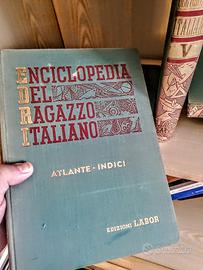 ENCICLOPEDIA
DEL
RAGAZZO
ITALIANO
ATLANTE - INDICI
EDIZIONI LABOR
V